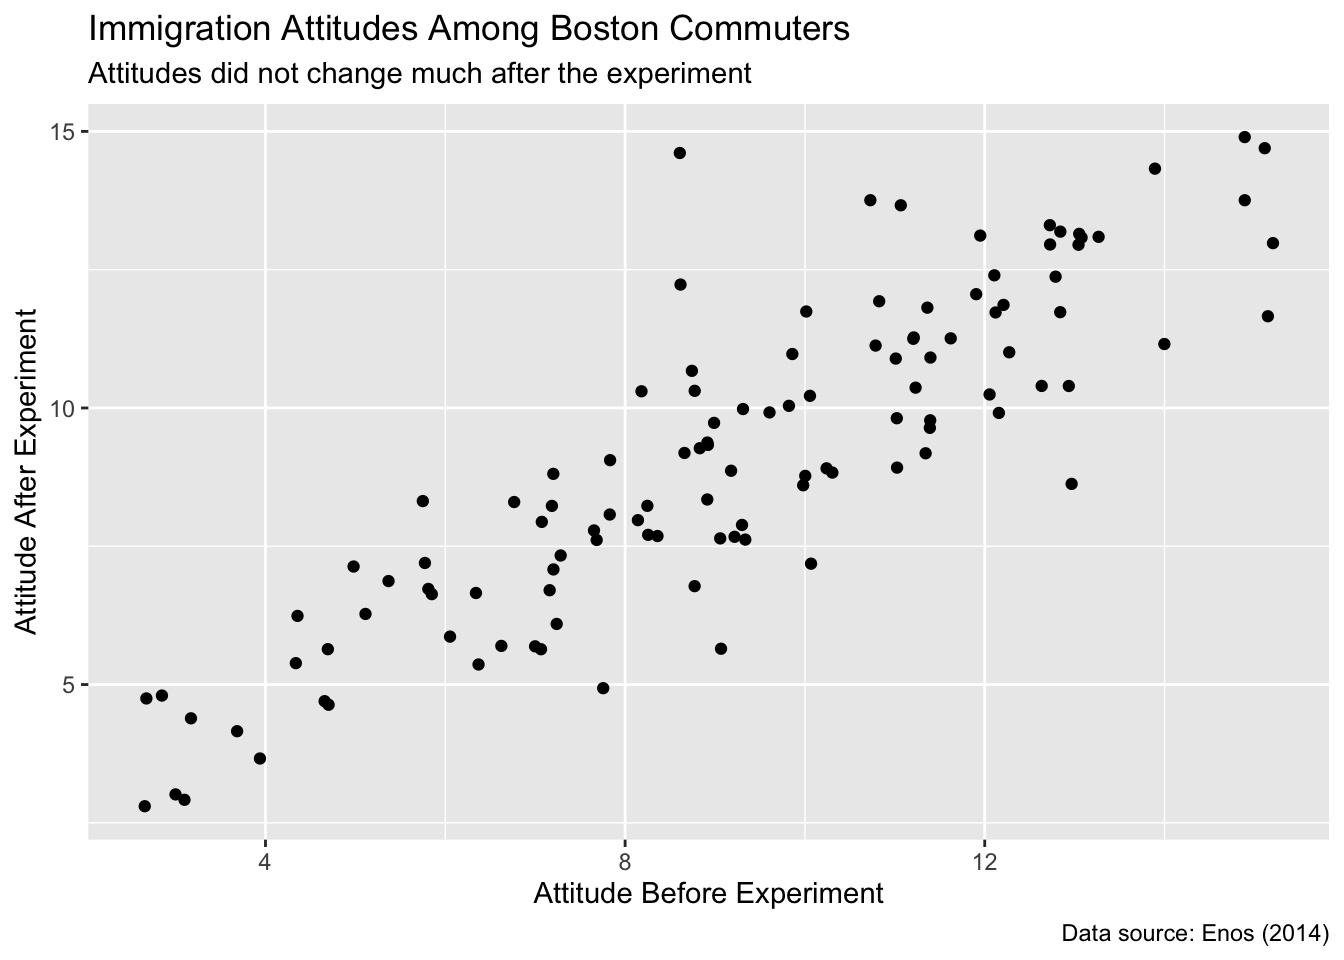 Immigration Attitudes Among Boston Commuters
Attitudes did not change much after the experiment
15
10
5
Attitude After Experiment
4
8
12
Attitude Before Experiment
Data source: Enos (2014)